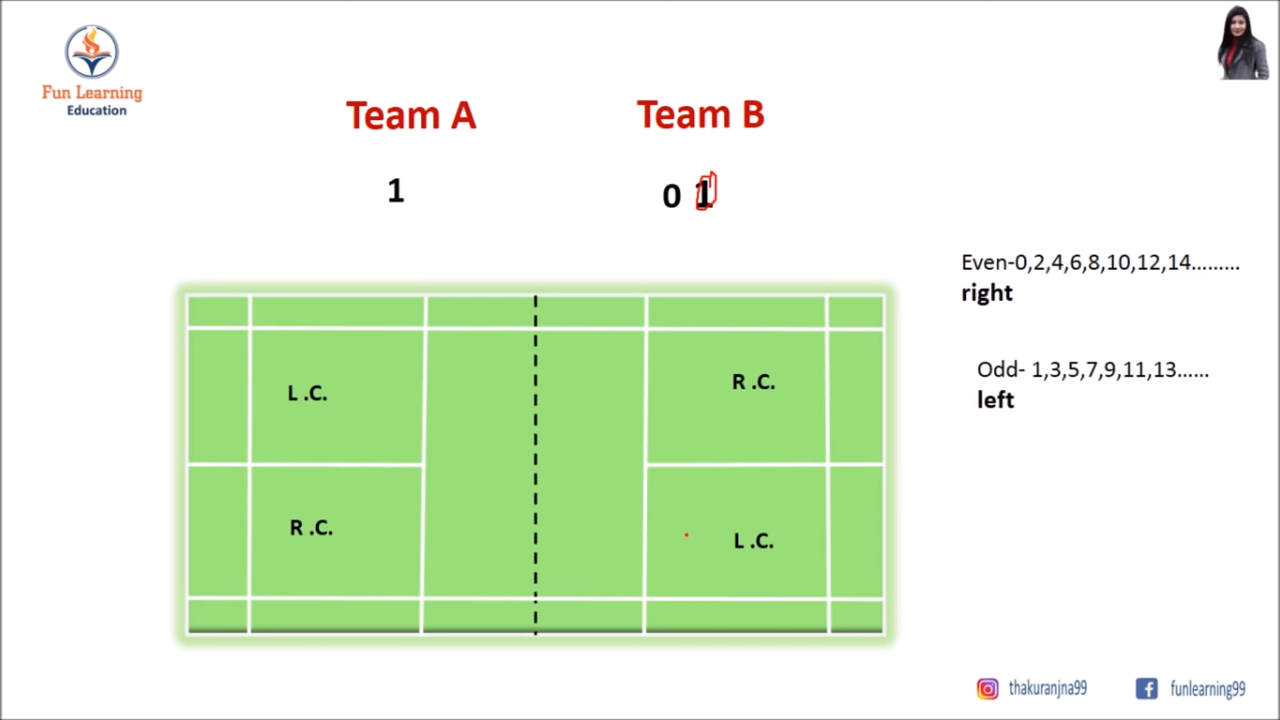 Fun Learning
Education
Team A
Team B
1
0 1
Even-0,2,4,6,8,10,12,14.........
right
Odd- 1,3,5,7,9,11,13......
left
L .C.
R .C.
R .C.
L .C.
thakuranjna99
funlearning99